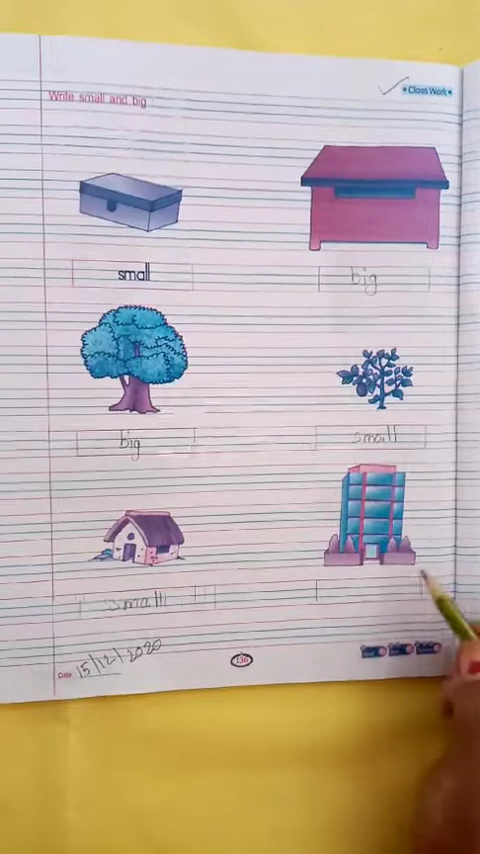 • Class Work •
Write small and big
small
big
big
small
small
Date 15/12/2020
136